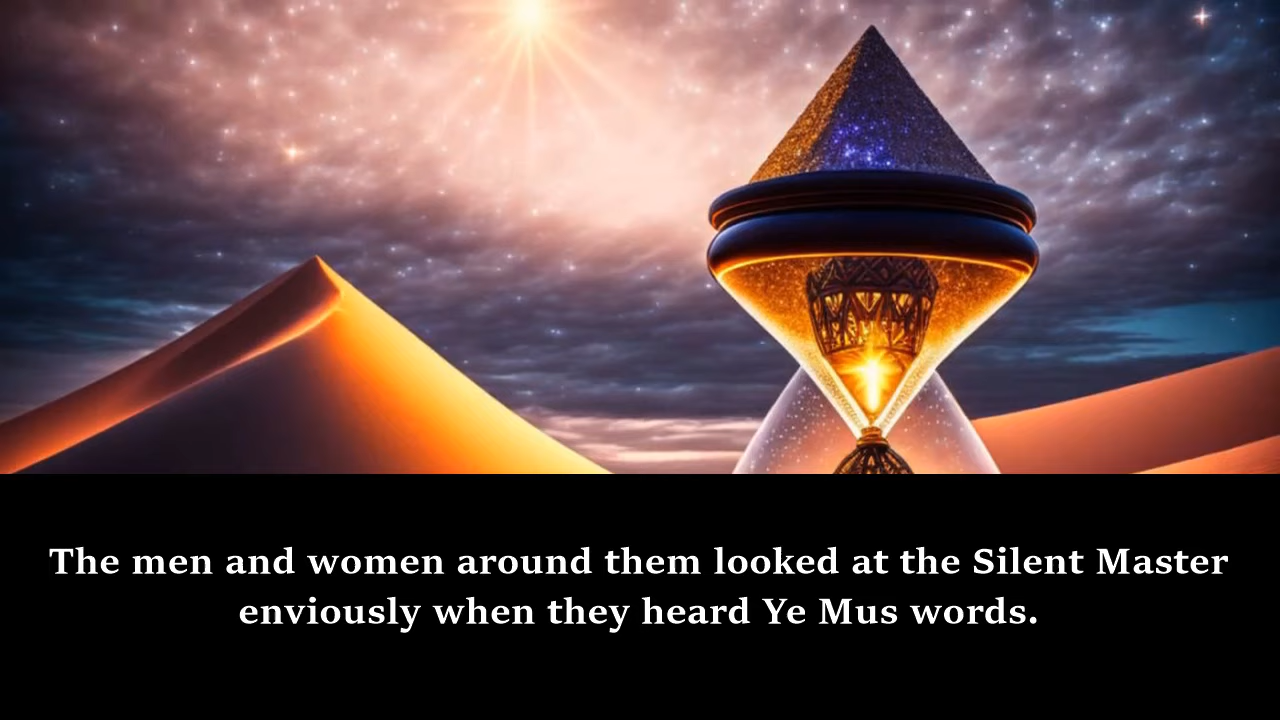 The men and women around them looked at the Silent Master
enviously when they heard Ye Mus words.